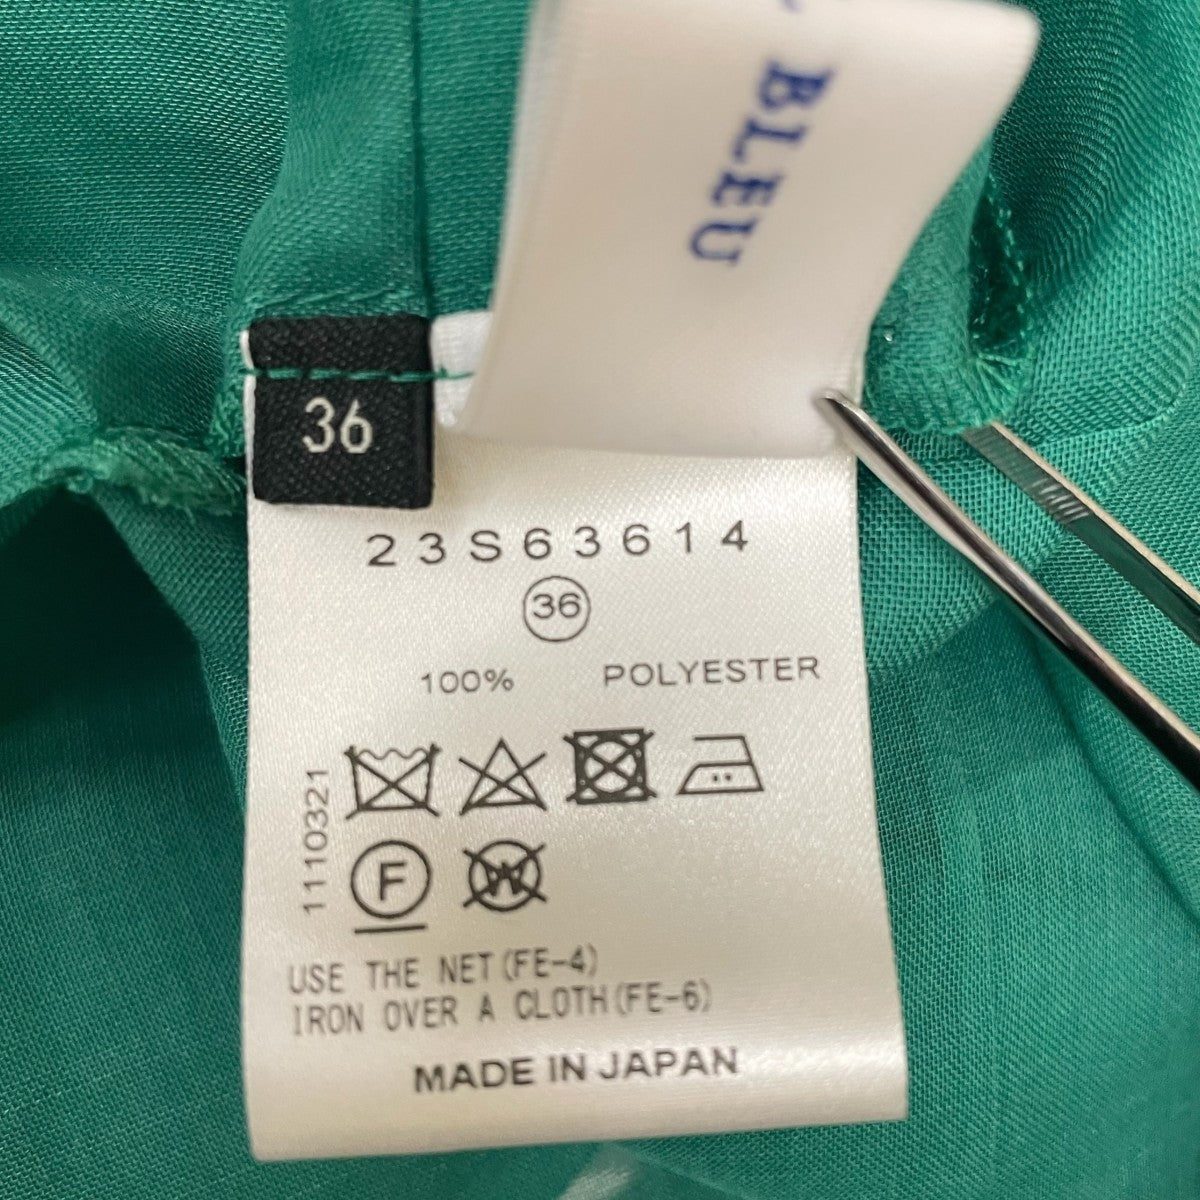 BLEU
36
23S63614
36
100% POLYESTER
1110321
F
W
USE THE NET(FE-4)
IRON OVER A CLOTH(FE-6)
MADE IN JAPAN